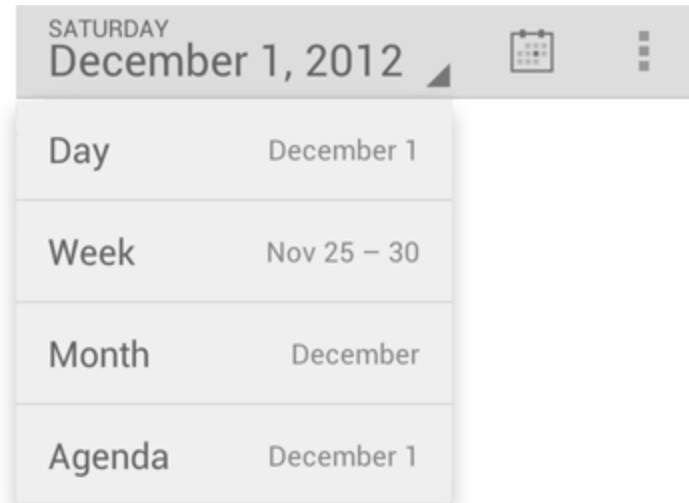 SATURDAY
December 1, 2012
Day December 1
Week Nov 25 – 30
Month December
Agenda December 1